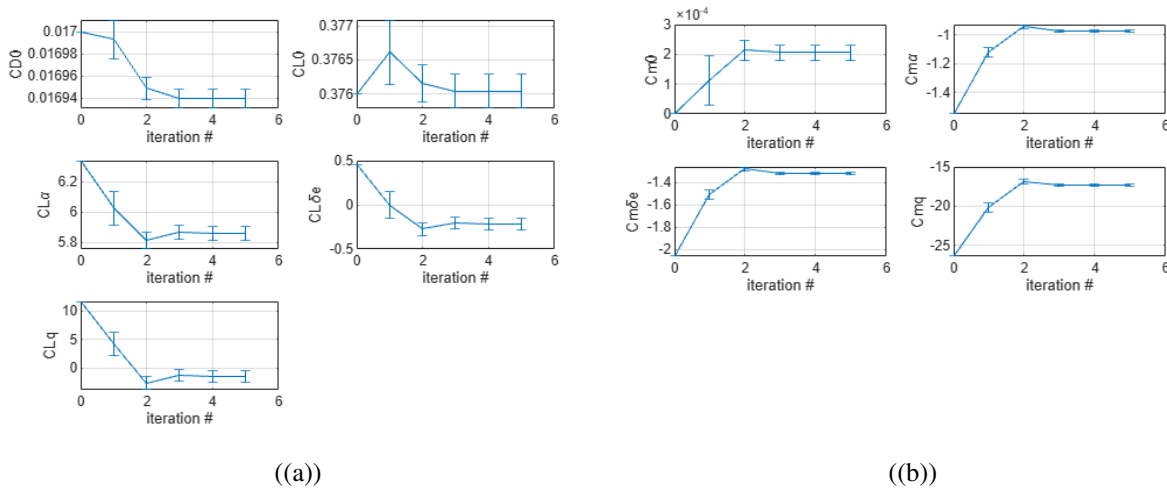 CD0
0.017
0.01698
0.01696
0.01694
0 2 4 6
iteration #
CL0
0.377
0.3765
0.376
0 2 4 6
iteration #
CLα
6.2
6
5.8
0 2 4 6
iteration #
CLδe
0.5
0
-0.5
0 2 4 6
iteration #
CLq
10
5
0
0 2 4 6
iteration #
((a))
×10⁻⁴
Cm0
3
2
1
0
0 2 4 6
iteration #
Cmα
-1
-1.2
-1.4
0 2 4 6
iteration #
Cmδe
-1.4
-1.6
-1.8
-2
0 2 4 6
iteration #
Cmq
-15
-20
-25
0 2 4 6
iteration #
((b))